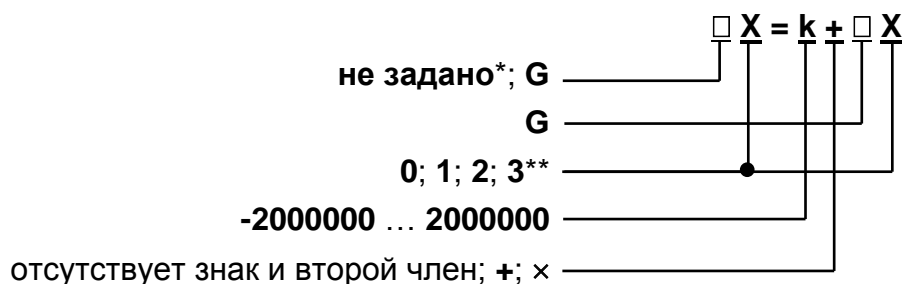 □ X = k + □ X
не задано*; G
G
0; 1; 2; 3**
-2000000 … 2000000
отсутствует знак и второй член; +; ×